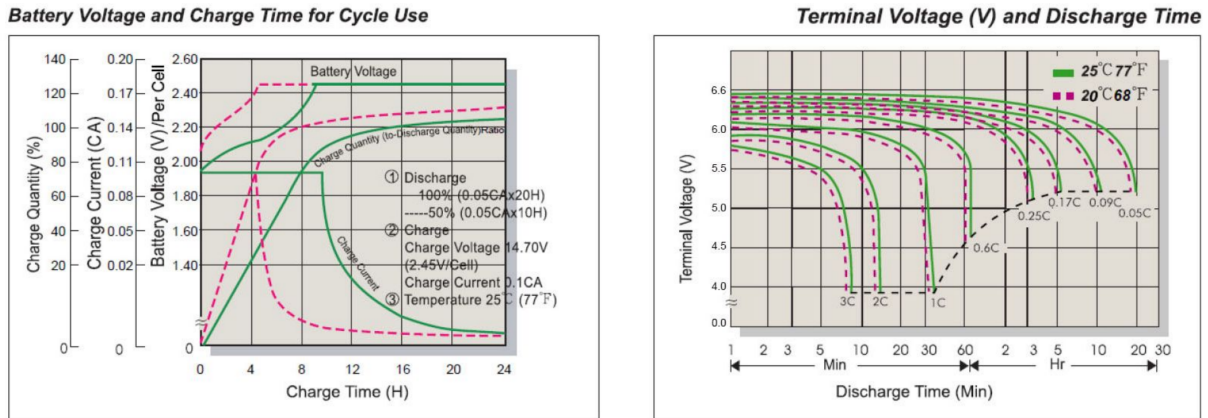 Battery Voltage and Charge Time for Cycle Use
Charge Quantity (%)
140
120
100
80
60
40
20
0
Charge Current (CA)
0.20
0.17
0.14
0.11
0.08
0.05
0.02
0
Battery Voltage (V) /Per Cell
2.60
2.40
2.20
2.00
1.80
1.60
1.40
0
Battery Voltage
Charge Quantity (to-Discharge Quantity)Ratio
Charge Current
① Discharge
100% (0.05CAx20H)
-----50% (0.05CAx10H)
② Charge
Charge Voltage 14.70V
(2.45V/Cell)
Charge Current 0.1CA
③ Temperature 25℃ (77℉)
0 4 8 12 16 20 24
Charge Time (H)
Terminal Voltage (V) and Discharge Time
Terminal Voltage (V)
6.6
6.0
5.5
5.0
4.5
4.0
0.0
25℃ 77℉
20℃ 68℉
3C
2C
1C
0.6C
0.25C
0.17C
0.09C
0.05C
1 2 3 5 10 20 30 60 2 3 5 10 20 30
Min
Hr
Discharge Time (Min)